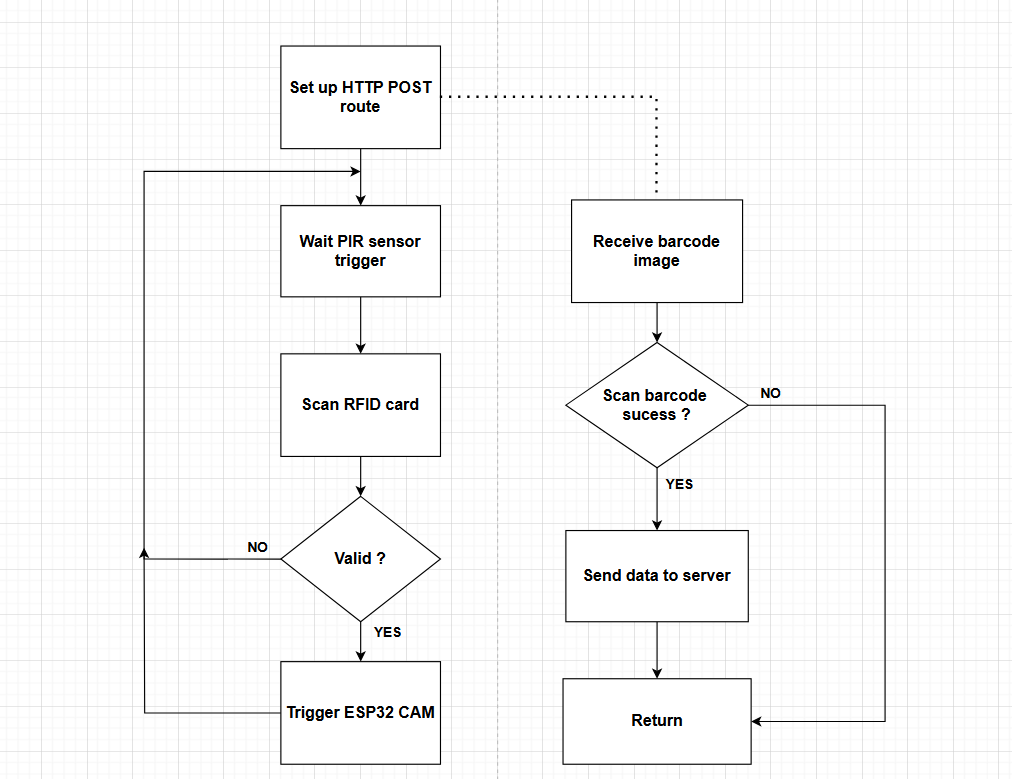 Set up HTTP POST
route
Wait PIR sensor
trigger
Scan RFID card
Valid ?
NO
YES
Trigger ESP32 CAM
Receive barcode
image
Scan barcode
sucess ?
NO
YES
Send data to server
Return